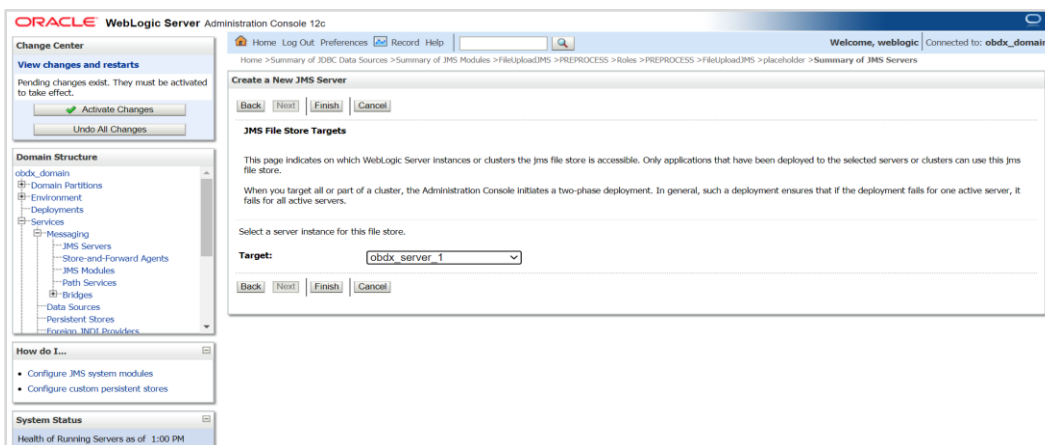 ORACLE WebLogic Server Administration Console 12c
Change Center
View changes and restarts
Pending changes exist. They must be activated
to take effect.
Activate Changes
Undo All Changes
Domain Structure
obdx_domain
Domain Partitions
Environment
Deployments
Services
Messaging
JMS Servers
Store-and-Forward Agents
JMS Modules
Path Services
Bridges
Data Sources
Persistent Stores
Foreign JNDI Providers
How do I...
Configure JMS system modules
Configure custom persistent stores
System Status
Health of Running Servers as of 1:00 PM
Home Log Out Preferences Record Help
Welcome, weblogic Connected to: obdx_domain
Home >Summary of JDBC Data Sources >Summary of JMS Modules >FileUploadJMS >PREPROCESS >Roles >PREPROCESS >FileUploadJMS >placeholder >Summary of JMS Servers
Create a New JMS Server
Back Next Finish Cancel
JMS File Store Targets
This page indicates on which WebLogic Server instances or clusters the jms file store is accessible. Only applications that have been deployed to the selected servers or clusters can use this jms
file store.
When you target all or part of a cluster, the Administration Console initiates a two-phase deployment. In general, such a deployment ensures that if the deployment fails for one active server, it
fails for all active servers.
Select a server instance for this file store.
Target: obdx_server_1
Back Next Finish Cancel